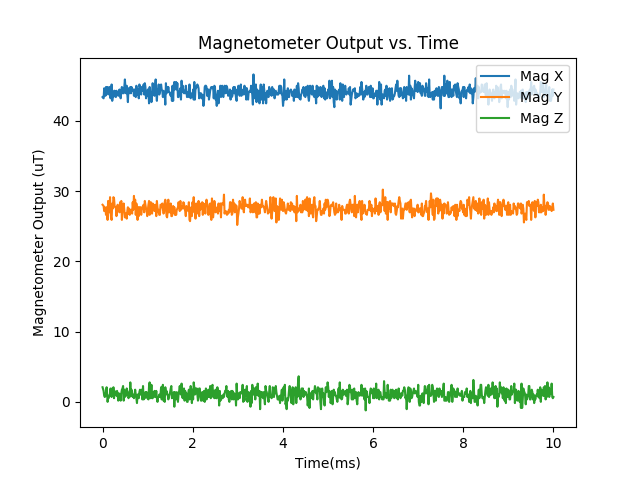 Magnetometer Output vs. Time
Mag X
Mag Y
Mag Z
Magnetometer Output (uT)
40
30
20
10
0
0 2 4 6 8 10
Time(ms)